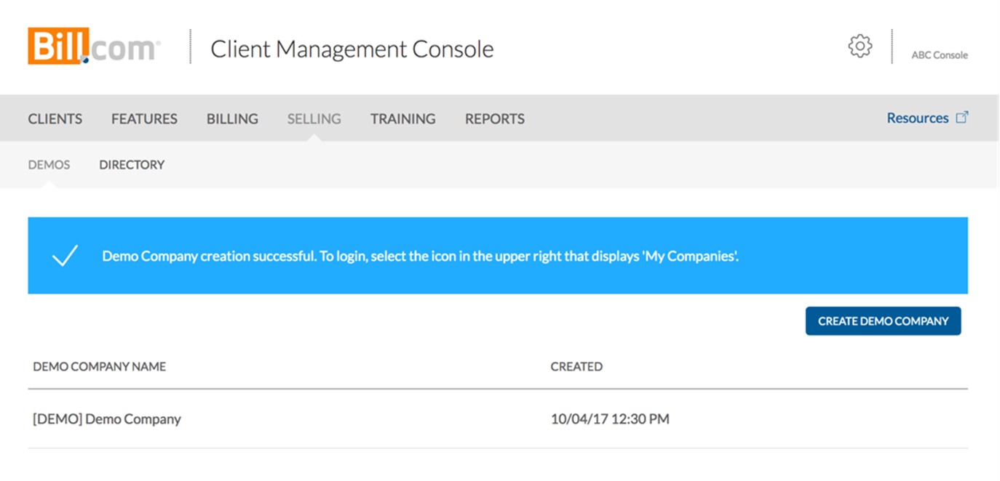 Bill.com®
Client Management Console
ABC Console
CLIENTS FEATURES BILLING SELLING TRAINING REPORTS Resources
DEMOS DIRECTORY
Demo Company creation successful. To login, select the icon in the upper right that displays 'My Companies'.
CREATE DEMO COMPANY
DEMO COMPANY NAME CREATED
[DEMO] Demo Company 10/04/17 12:30 PM